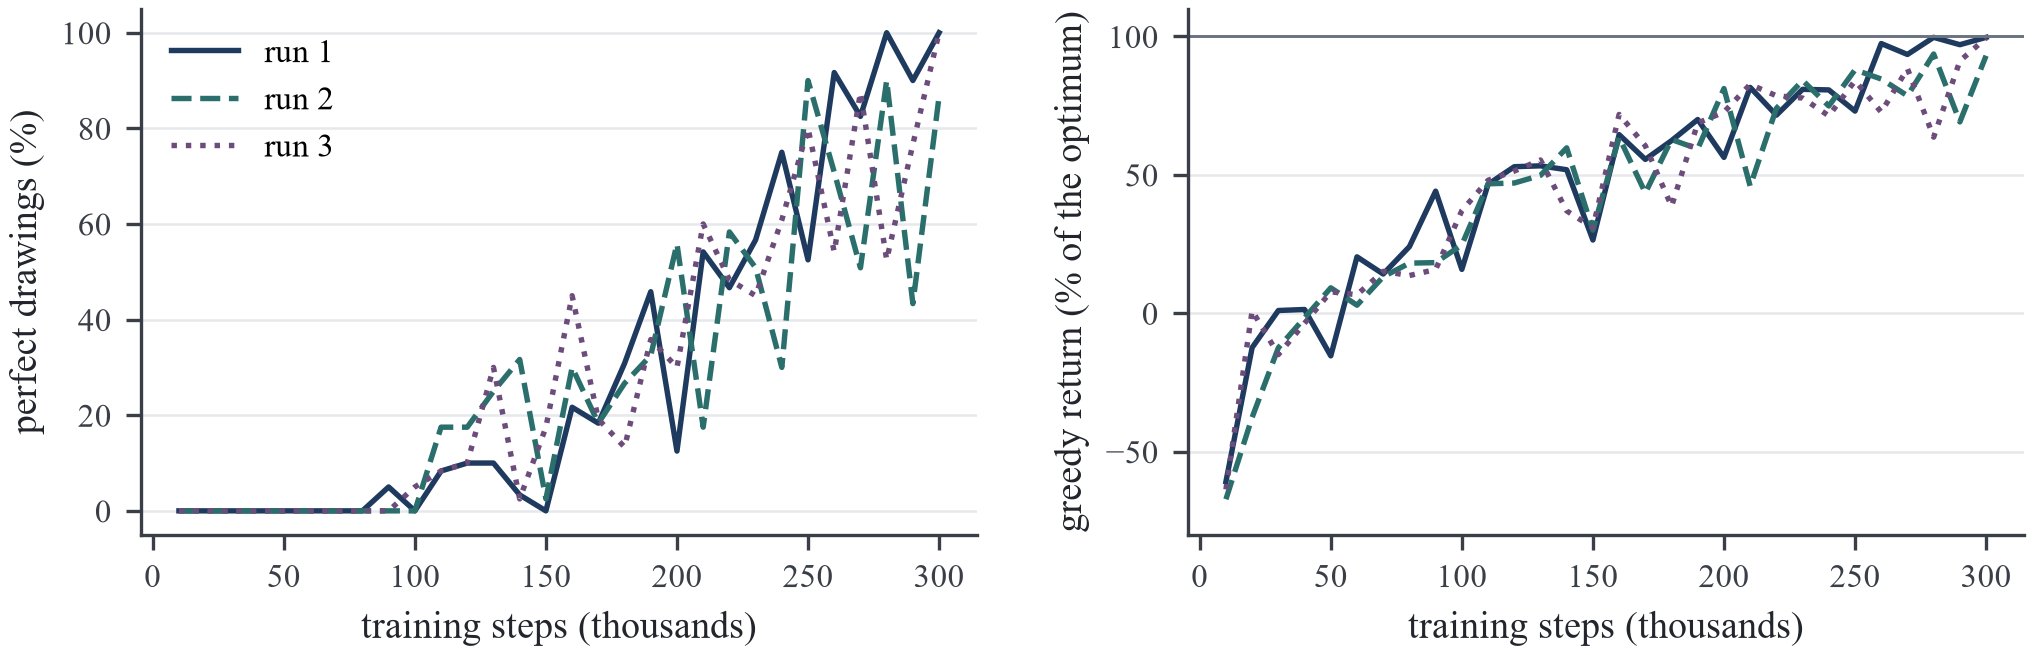 perfect drawings (%)
100
80
60
40
20
0
run 1
run 2
run 3
0 50 100 150 200 250 300
training steps (thousands)
greedy return (% of the optimum)
100
50
0
−50
0 50 100 150 200 250 300
training steps (thousands)